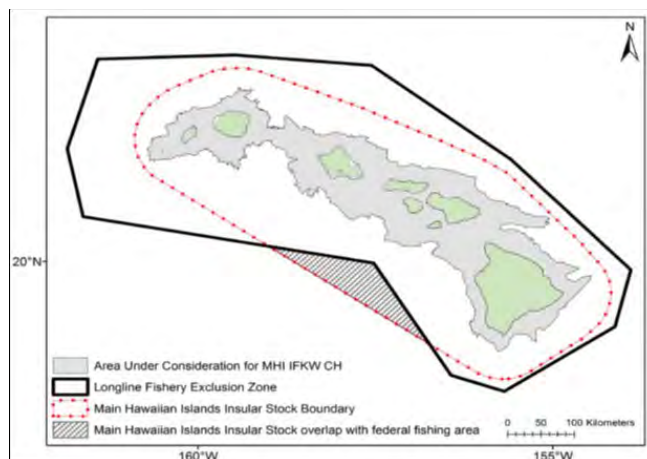 N
20°N
Area Under Consideration for MHI IFKW CH
Longline Fishery Exclusion Zone
Main Hawaiian Islands Insular Stock Boundary
Main Hawaiian Islands Insular Stock overlap with federal fishing area
0 50 100 Kilometers
160°W
155°W